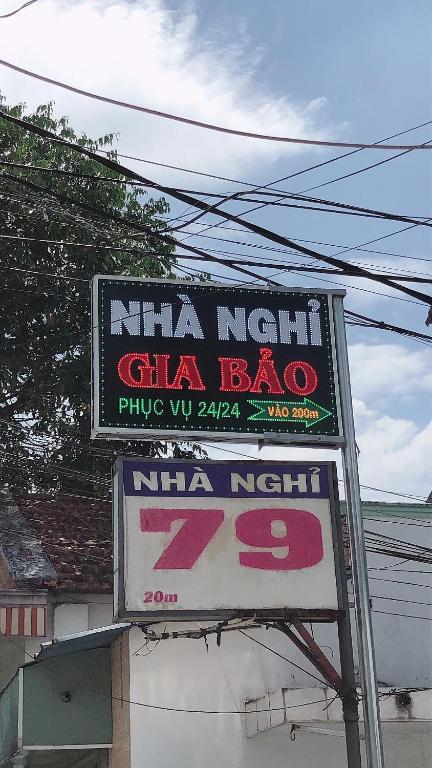 NHÀ NGHỈ
GIA BẢO
PHỤC VỤ 24/24 VÀO 200m
NHÀ NGHỈ
79
20m